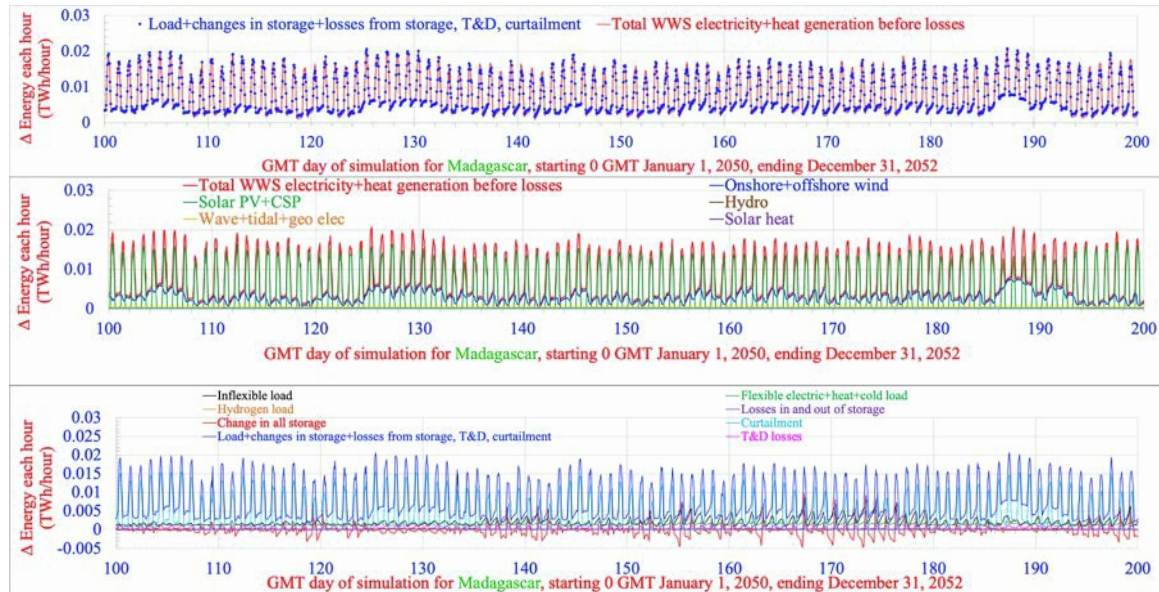 Load+changes in storage+losses from storage, T&D, curtailment Total WWS electricity+heat generation before losses
Δ Energy each hour
(TWh/hour)
0.03
0.02
0.01
0
100 110 120 130 140 150 160 170 180 190 200
GMT day of simulation for Madagascar, starting 0 GMT January 1, 2050, ending December 31, 2052
Total WWS electricity+heat generation before losses Onshore+offshore wind
Solar PV+CSP Hydro
Wave+tidal+geo elec Solar heat
Δ Energy each hour
(TWh/hour)
0.03
0.02
0.01
0
100 110 120 130 140 150 160 170 180 190 200
GMT day of simulation for Madagascar, starting 0 GMT January 1, 2050, ending December 31, 2052
Inflexible load Flexible electric+heat+cold load
Hydrogen load Losses in and out of storage
Change in all storage Curtailment
Load+changes in storage+losses from storage, T&D, curtailment T&D losses
Δ Energy each hour
(TWh/hour)
0.03
0.025
0.02
0.015
0.01
0.005
0
-0.005
100 110 120 130 140 150 160 170 180 190 200
GMT day of simulation for Madagascar, starting 0 GMT January 1, 2050, ending December 31, 2052